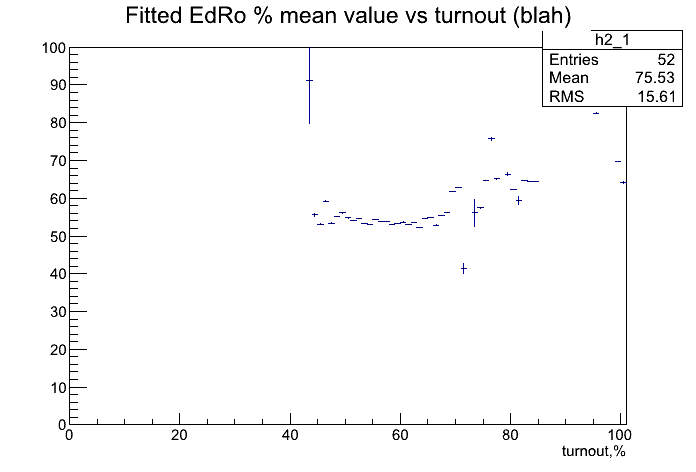 Fitted EdRo % mean value vs turnout (blah)
h2_1
Entries 52
Mean 75.53
RMS 15.61
100
90
80
70
60
50
40
30
20
10
0
0 20 40 60 80 100
turnout,%